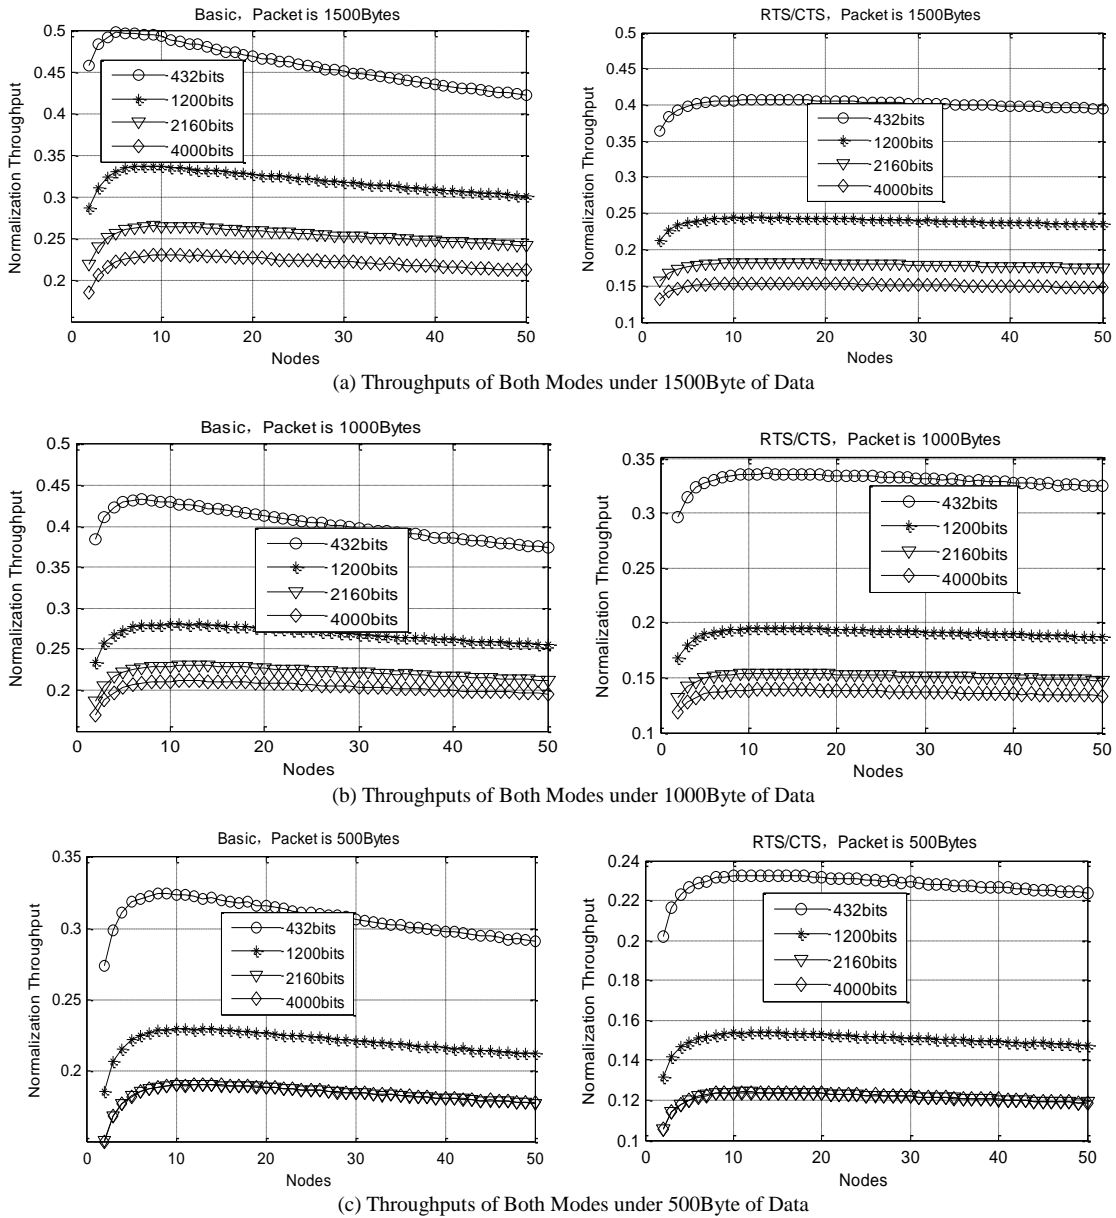 Basic, Packet is 1500Bytes
0.5
0.45
0.4
0.35
0.3
0.25
0.2
Normalization Throughput
432bits
1200bits
2160bits
4000bits
0 10 20 30 40 50
Nodes
RTS/CTS, Packet is 1500Bytes
0.5
0.45
0.4
0.35
0.3
0.25
0.2
0.15
0.1
Normalization Throughput
432bits
1200bits
2160bits
4000bits
0 10 20 30 40 50
Nodes
(a) Throughputs of Both Modes under 1500Byte of Data
Basic, Packet is 1000Bytes
0.5
0.45
0.4
0.35
0.3
0.25
0.2
Normalization Throughput
432bits
1200bits
2160bits
4000bits
0 10 20 30 40 50
Nodes
RTS/CTS, Packet is 1000Bytes
0.35
0.3
0.25
0.2
0.15
0.1
Normalization Throughput
432bits
1200bits
2160bits
4000bits
0 10 20 30 40 50
Nodes
(b) Throughputs of Both Modes under 1000Byte of Data
Basic, Packet is 500Bytes
0.35
0.3
0.25
0.2
Normalization Throughput
432bits
1200bits
2160bits
4000bits
0 10 20 30 40 50
Nodes
RTS/CTS, Packet is 500Bytes
0.24
0.22
0.2
0.18
0.16
0.14
0.12
0.1
Normalization Throughput
432bits
1200bits
2160bits
4000bits
0 10 20 30 40 50
Nodes
(c) Throughputs of Both Modes under 500Byte of Data